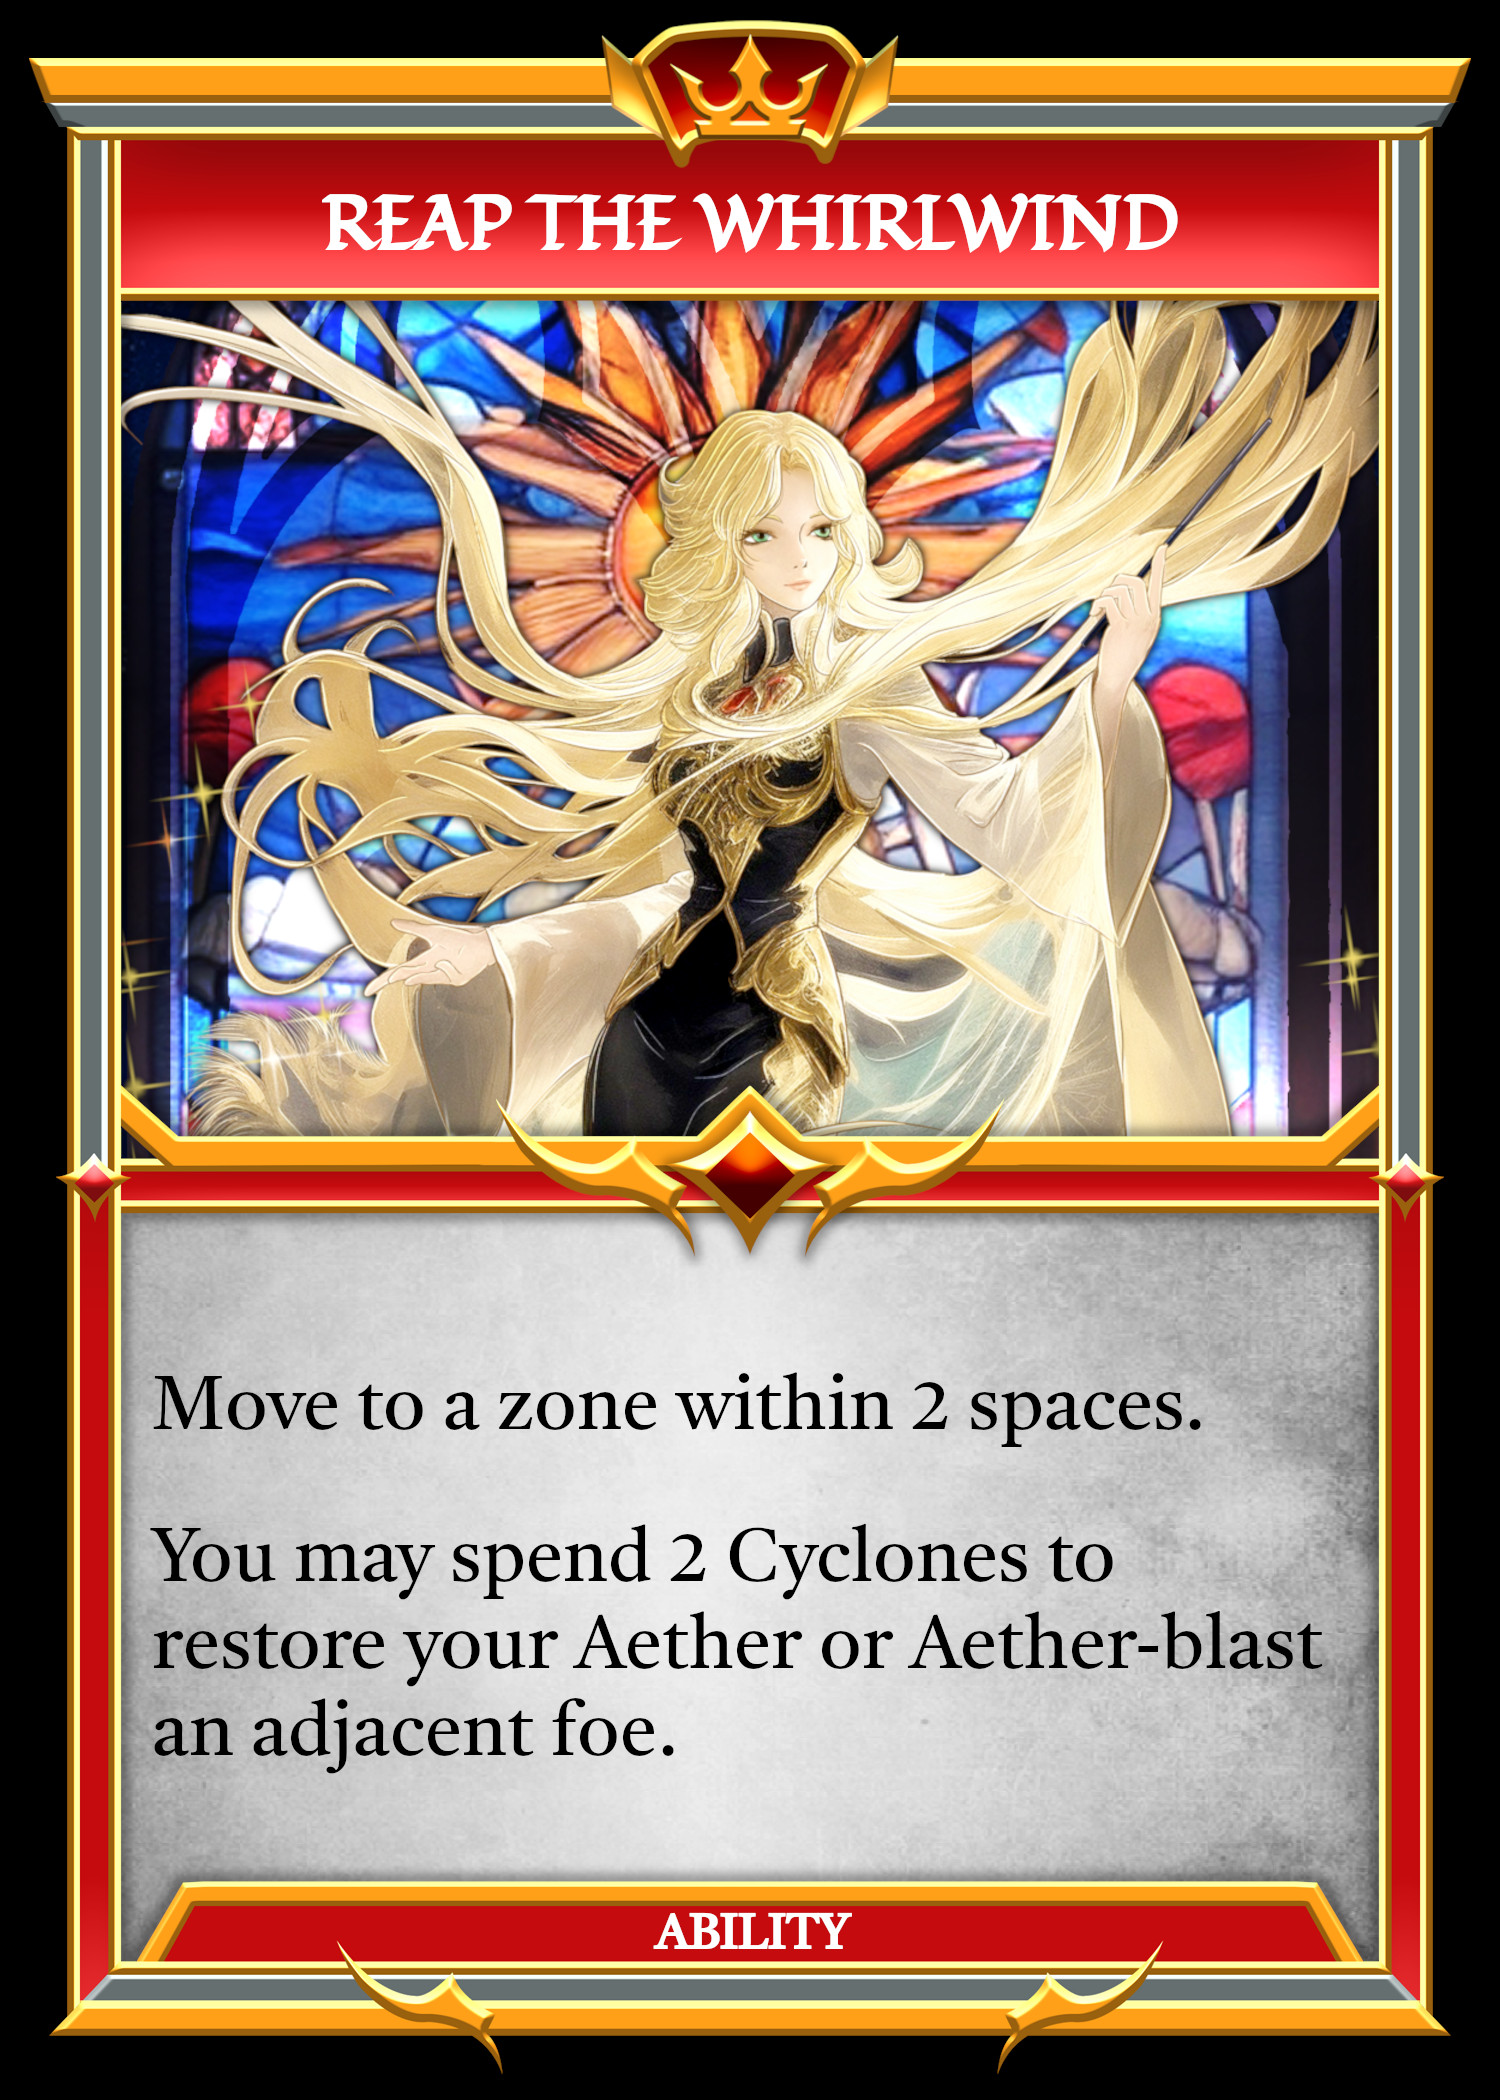 REAP THE WHIRLWIND
Move to a zone within 2 spaces.
You may spend 2 Cyclones to
restore your Aether or Aether-blast
an adjacent foe.
ABILITY